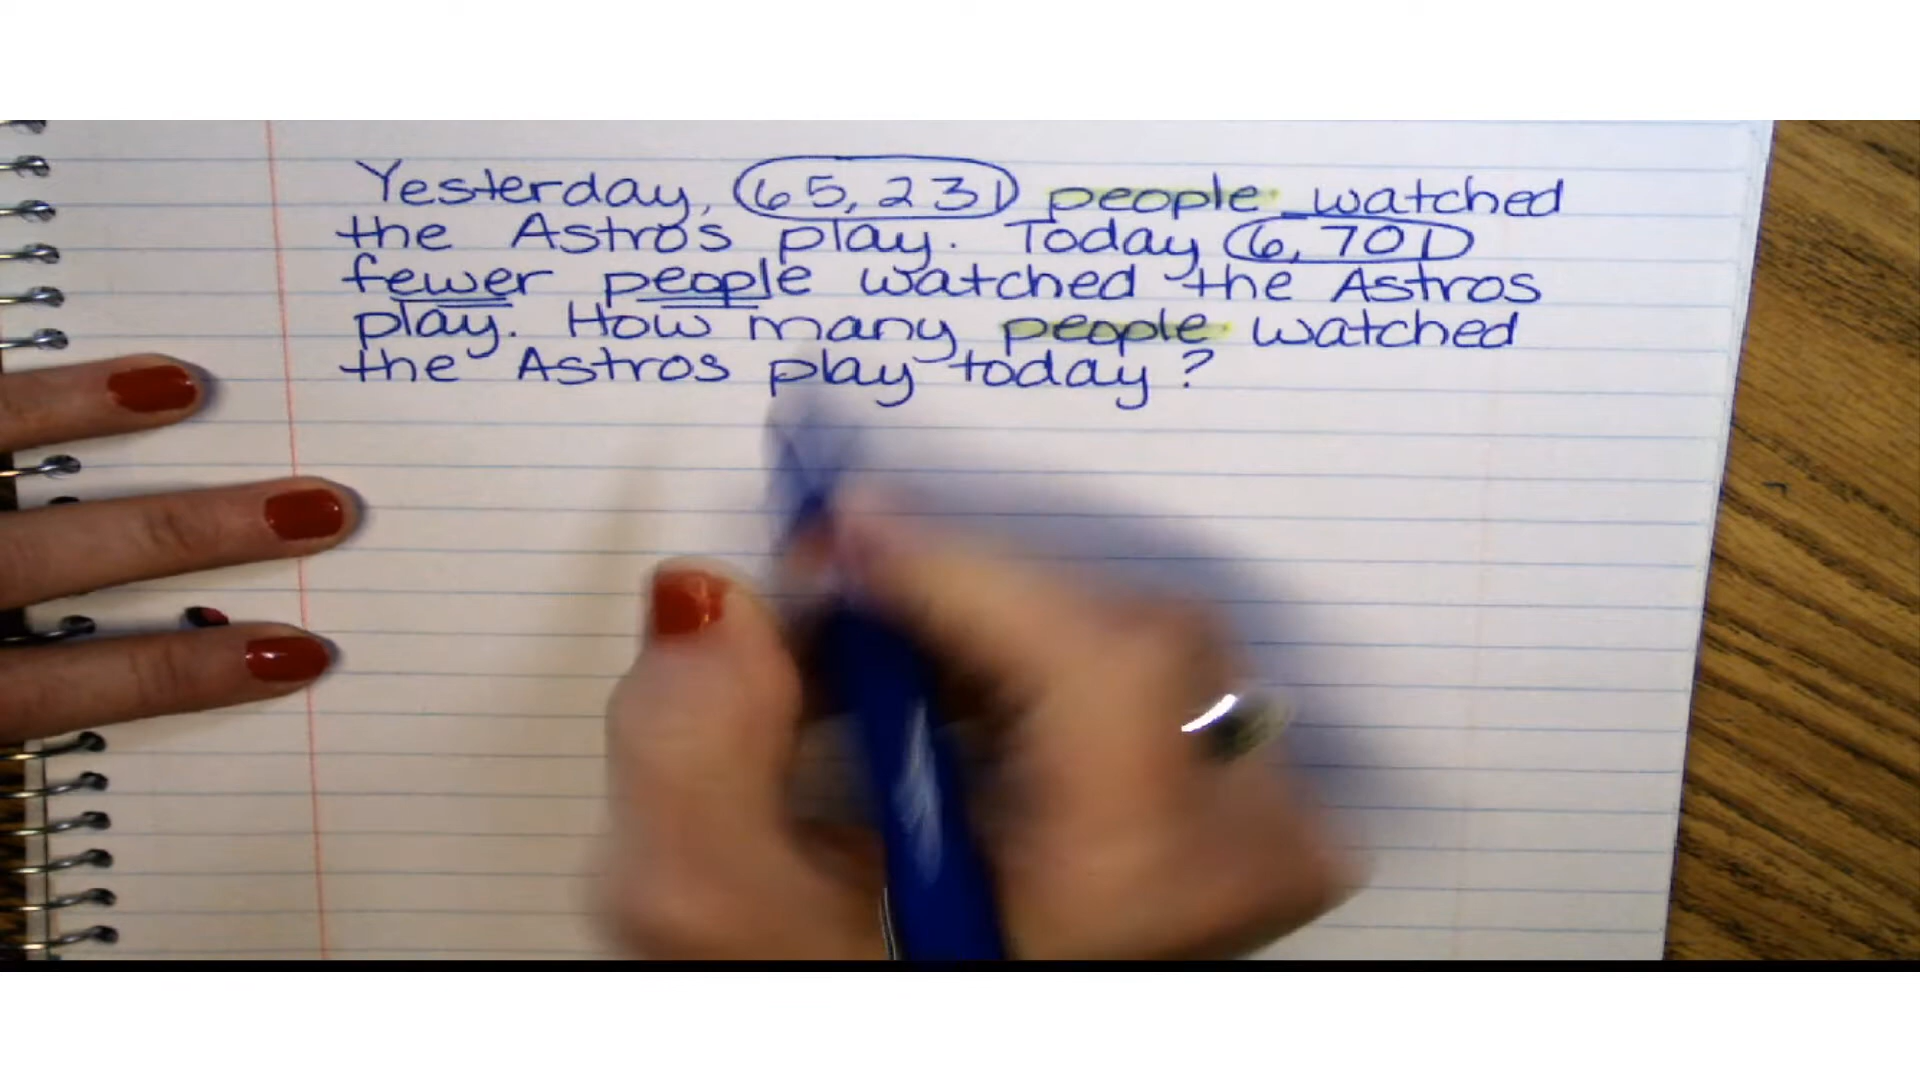 Yesterday, 65,231 people watched
the Astros play. Today 6,701
fewer people watched the Astros
play. How many people watched
the Astros play today?